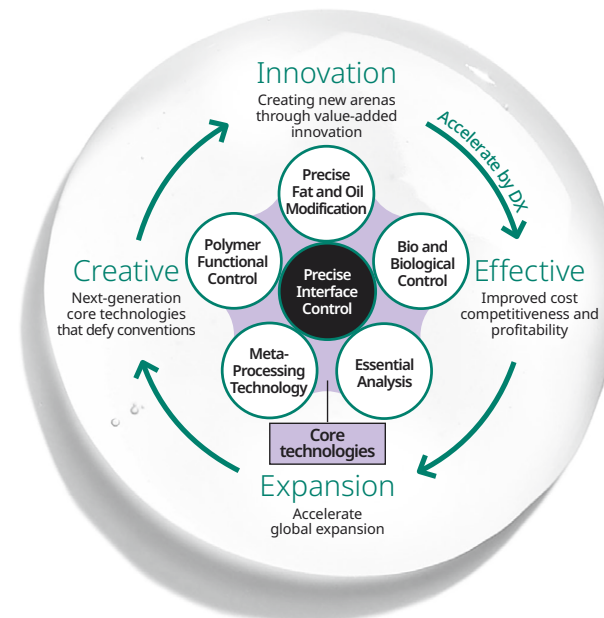 Innovation
Creating new arenas
through value-added
innovation
Accelerate by DX
Precise
Fat and Oil
Modification
Polymer
Functional
Control
Bio and
Biological
Control
Precise
Interface
Control
Creative
Next-generation
core technologies
that defy conventions
Effective
Improved cost
competitiveness and
profitability
Meta-
Processing
Technology
Essential
Analysis
Core
technologies
Expansion
Accelerate
global expansion